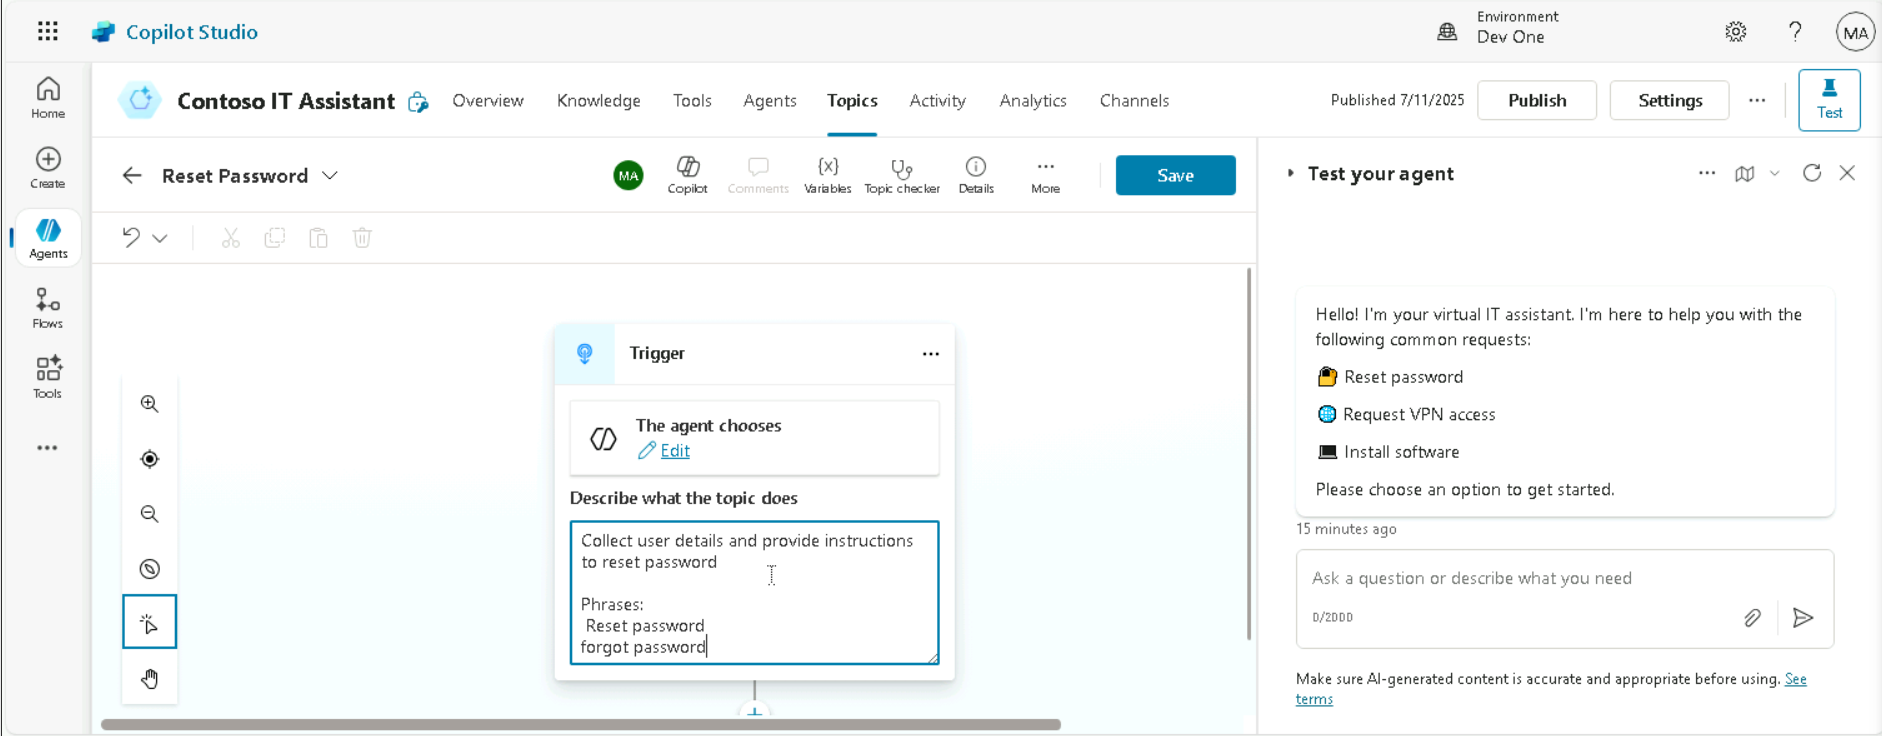 Copilot Studio
Environment
Dev One
MA
Home
Create
Agents
Flows
Tools
Contoso IT Assistant
Overview
Knowledge
Tools
Agents
Topics
Activity
Analytics
Channels
Published 7/11/2025
Publish
Settings
Test
Reset Password
MA
Copilot
Comments
Variables
Topic checker
Details
More
Save
Trigger
The agent chooses
Edit
Describe what the topic does
Collect user details and provide instructions
to reset password
Phrases:
Reset password
forgot password
Test your agent
Hello! I'm your virtual IT assistant. I'm here to help you with the
following common requests:
Reset password
Request VPN access
Install software
Please choose an option to get started.
15 minutes ago
Ask a question or describe what you need
0/2000
Make sure AI-generated content is accurate and appropriate before using. See
terms